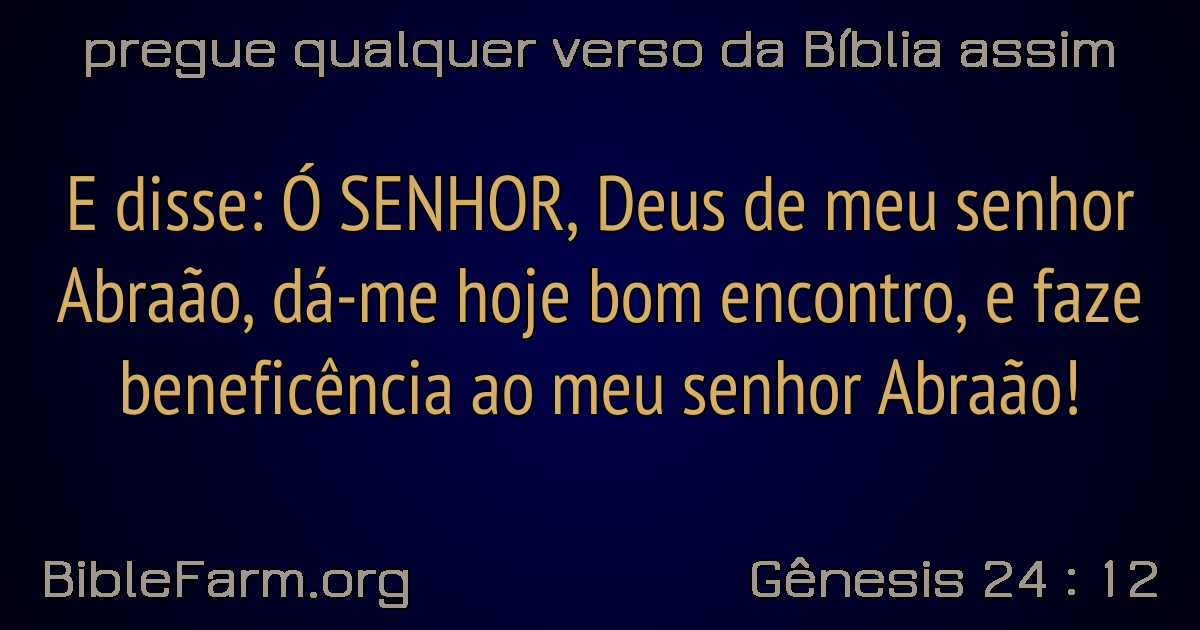 pregue qualquer verso da Bíblia assim
E disse: Ó SENHOR, Deus de meu senhor
Abraão, dá-me hoje bom encontro, e faze
beneficência ao meu senhor Abraão!
BibleFarm.org
Gênesis 24 : 12